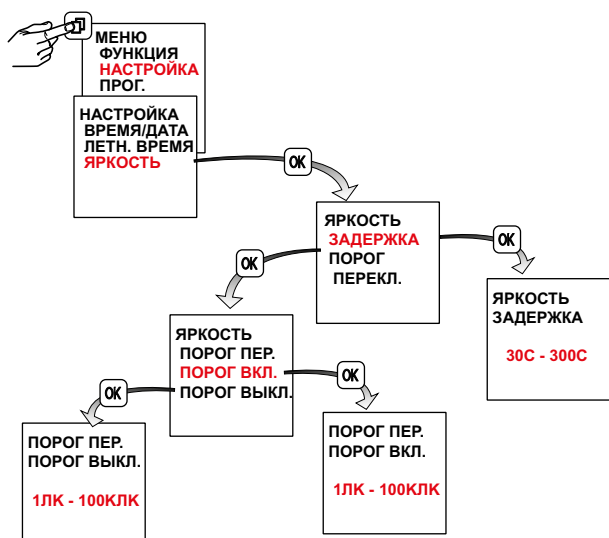 МЕНЮ
ФУНКЦИЯ
НАСТРОЙКА
ПРОГ.
НАСТРОЙКА
ВРЕМЯ/ДАТА
ЛЕТН. ВРЕМЯ
ЯРКОСТЬ
OK
ЯРКОСТЬ
ЗАДЕРЖКА
ПОРОГ
ПЕРЕКЛ.
OK
OK
ЯРКОСТЬ
ЗАДЕРЖКА
30С - 300С
ЯРКОСТЬ
ПОРОГ ПЕР.
ПОРОГ ВКЛ.
ПОРОГ ВЫКЛ.
OK
OK
ПОРОГ ПЕР.
ПОРОГ ВЫКЛ.
1ЛК - 100КЛК
ПОРОГ ПЕР.
ПОРОГ ВКЛ.
1ЛК - 100КЛК